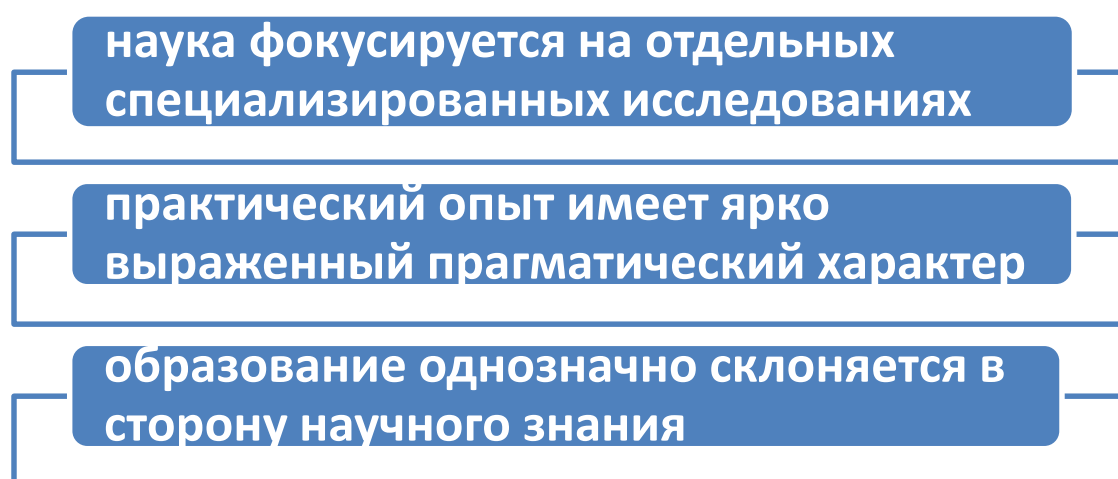 наука фокусируется на отдельных
специализированных исследованиях
практический опыт имеет ярко
выраженный прагматический характер
образование однозначно склоняется в
сторону научного знания